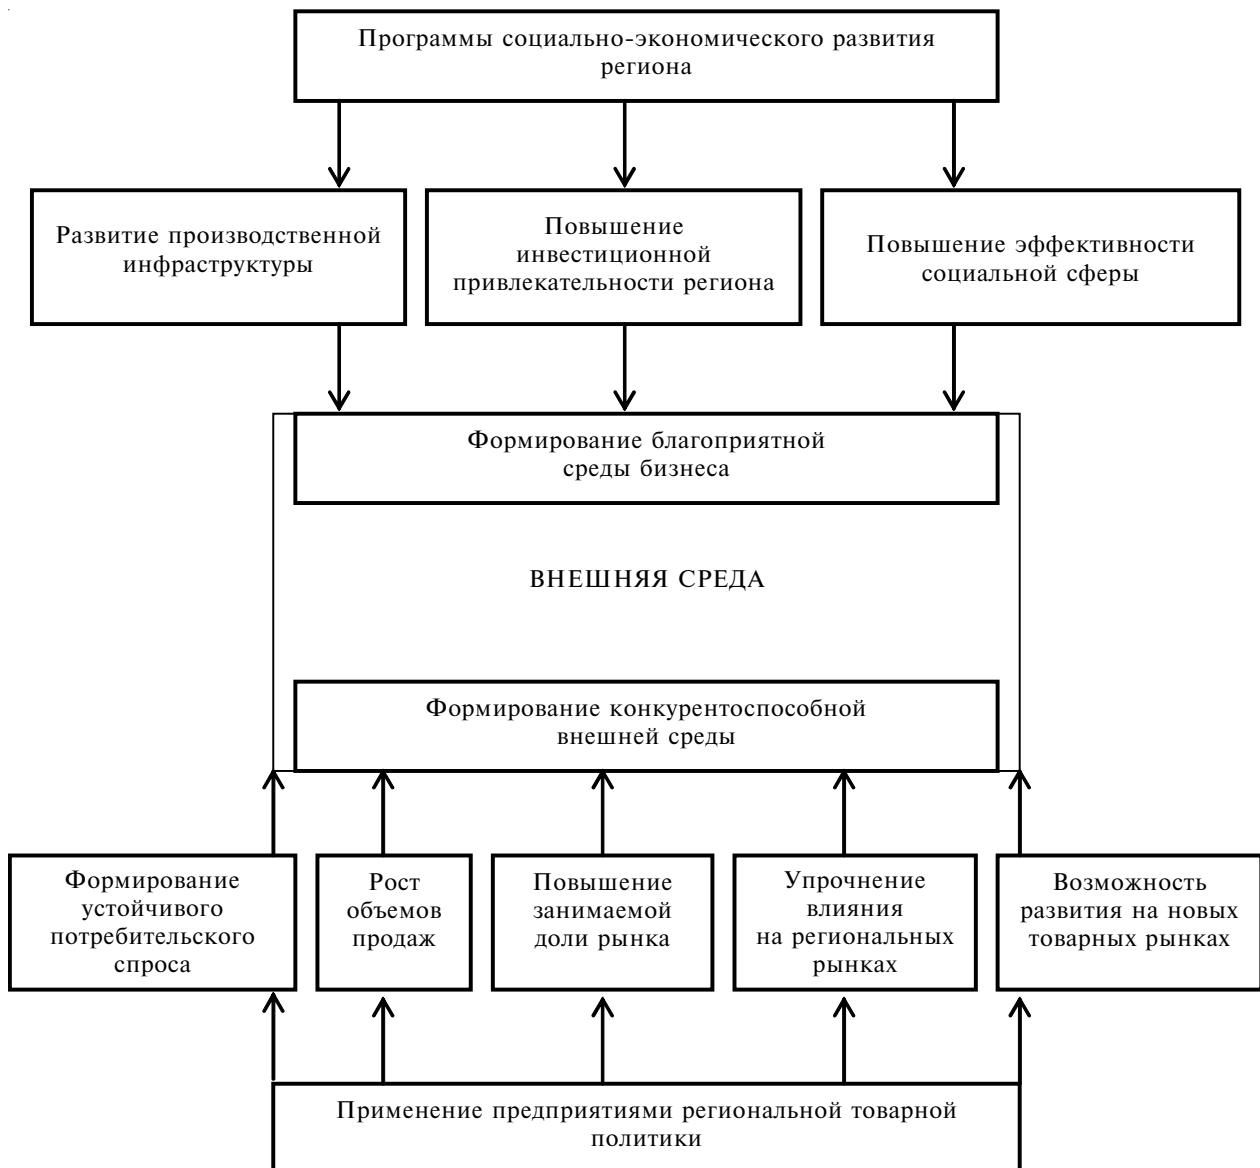 Программы социально-экономического развития
региона
Развитие производственной
инфраструктуры
Повышение
инвестиционной
привлекательности региона
Повышение эффективности
социальной сферы
Формирование благоприятной
среды бизнеса
ВНЕШНЯЯ СРЕДА
Формирование конкурентоспособной
внешней среды
Формирование
устойчивого
потребительского
спроса
Рост
объемов
продаж
Повышение
занимаемой
доли рынка
Упрочнение
влияния
на региональных
рынках
Возможность
развития на новых
товарных рынках
Применение предприятиями региональной товарной
политики